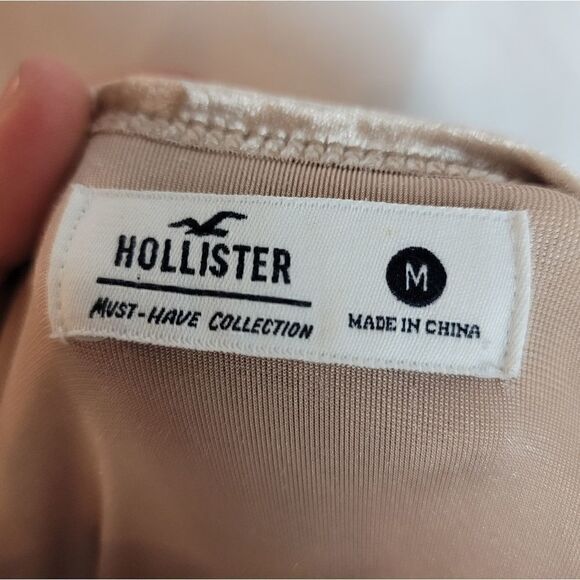 HOLLISTER
MUST-HAVE COLLECTION
M
MADE IN CHINA